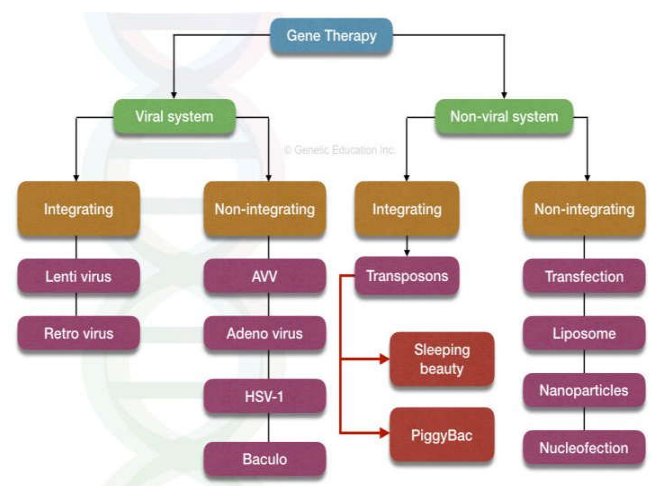 Gene Therapy
Viral system
Non-viral system
© Genetic Education Inc.
Integrating
Non-integrating
Integrating
Non-integrating
Lenti virus
AVV
Transposons
Transfection
Retro virus
Adeno virus
Sleeping
beauty
Liposome
HSV-1
Nanoparticles
Baculo
PiggyBac
Nucleofection